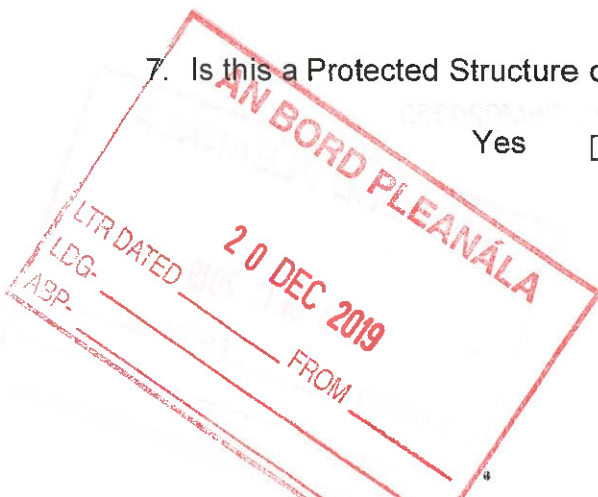 7. Is this a Protected Structure
Yes
AN BORD PLEANÁLA
20 DEC 2019
LTR DATED FROM
LDG-
ABP-